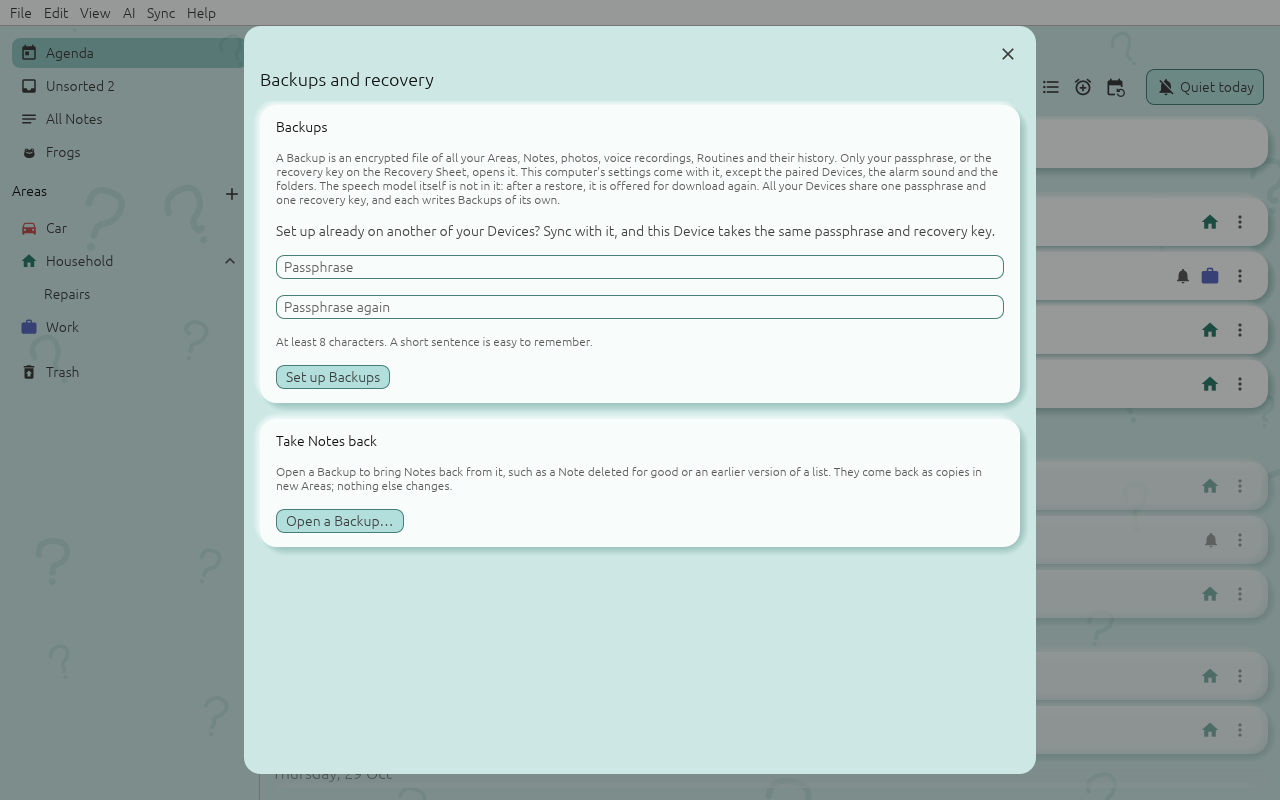 File Edit View AI Sync Help
Agenda
Unsorted 2
All Notes
Frogs
Areas
Car
Household
Repairs
Work
Trash
Quiet today
Backups and recovery
Backups
A Backup is an encrypted file of all your Areas, Notes, photos, voice recordings, Routines and their history. Only your passphrase, or the
recovery key on the Recovery Sheet, opens it. This computer's settings come with it, except the paired Devices, the alarm sound and the
folders. The speech model itself is not in it: after a restore, it is offered for download again. All your Devices share one passphrase and
one recovery key, and each writes Backups of its own.
Set up already on another of your Devices? Sync with it, and this Device takes the same passphrase and recovery key.
Passphrase
Passphrase again
At least 8 characters. A short sentence is easy to remember.
Set up Backups
Take Notes back
Open a Backup to bring Notes back from it, such as a Note deleted for good or an earlier version of a list. They come back as copies in
new Areas; nothing else changes.
Open a Backup…
Thursday, 29 Oct